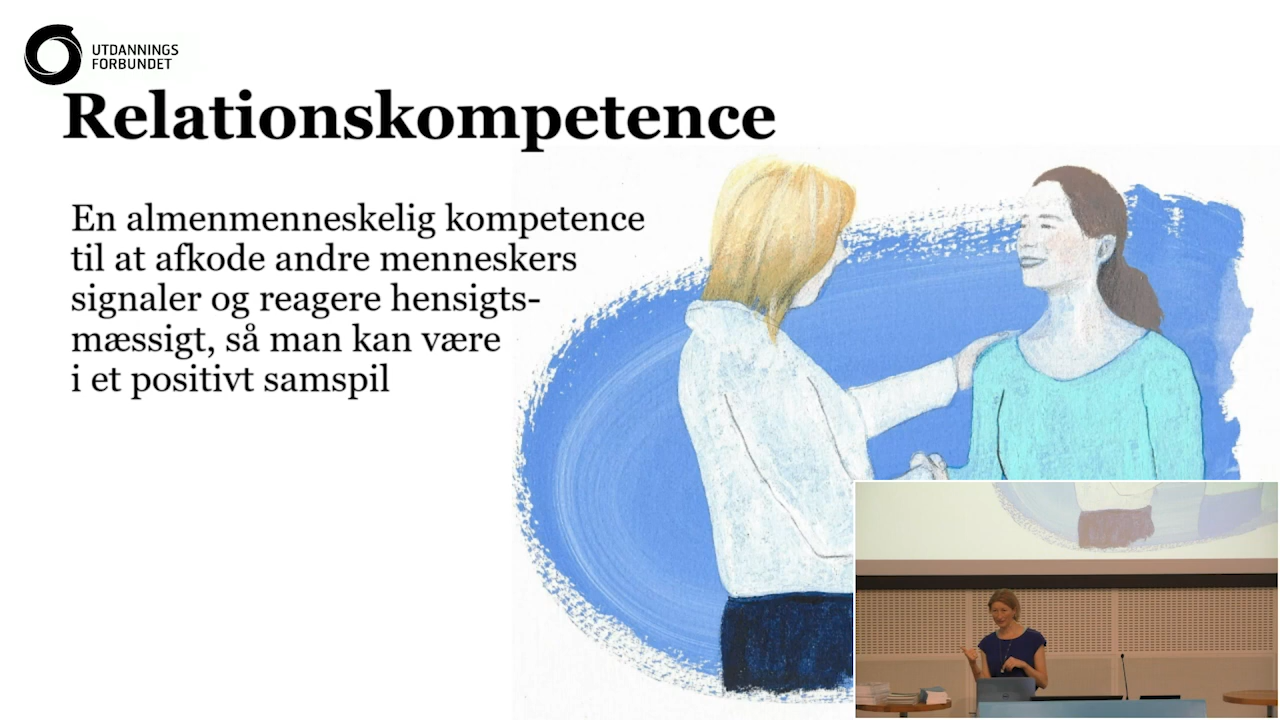 UTDANNINGS
FORBUNDET
Relationskompetence
En almenmenneskelig kompetence
til at afkode andre menneskers
signaler og reagere hensigts-
mæssigt, så man kan være
i et positivt samspil